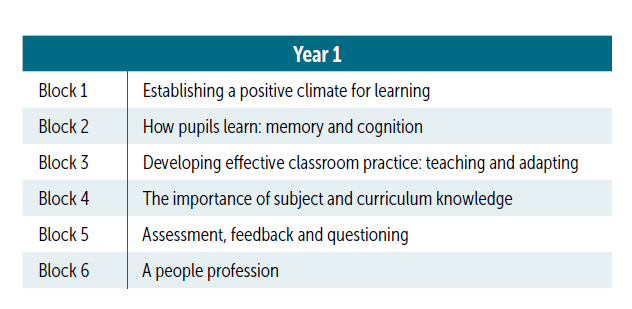 Year 1
Block 1 Establishing a positive climate for learning
Block 2 How pupils learn: memory and cognition
Block 3 Developing effective classroom practice: teaching and adapting
Block 4 The importance of subject and curriculum knowledge
Block 5 Assessment, feedback and questioning
Block 6 A people profession